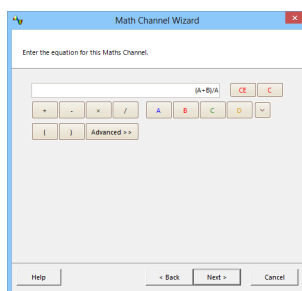 Math Channel Wizard
Enter the equation for this Maths Channel.
(A+B)/A CE C
+ - × / A B C D
( ) Advanced >>
Help < Back Next > Cancel